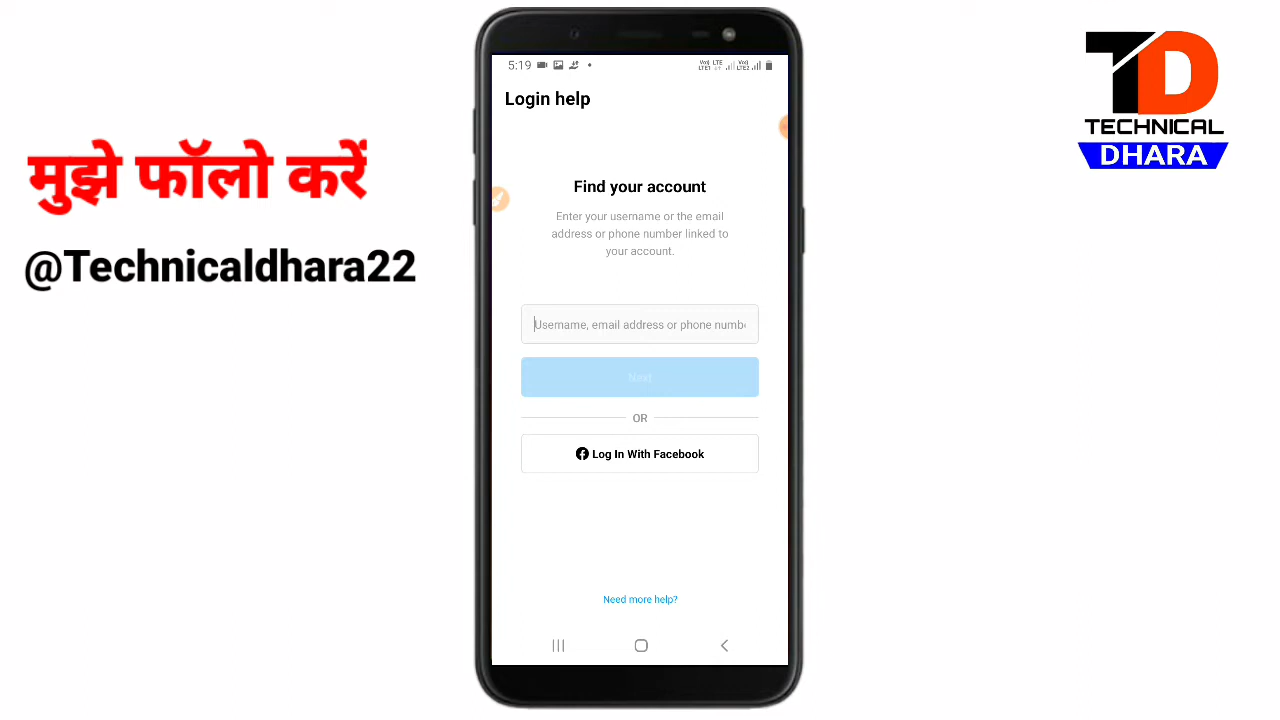 मुझे फॉलो करें
@Technicaldhara22
5:19
Login help
Find your account
Enter your username or the email
address or phone number linked to
your account.
Username, email address or phone numb
Next
OR
Log In With Facebook
Need more help?
TD
TECHNICAL
DHARA